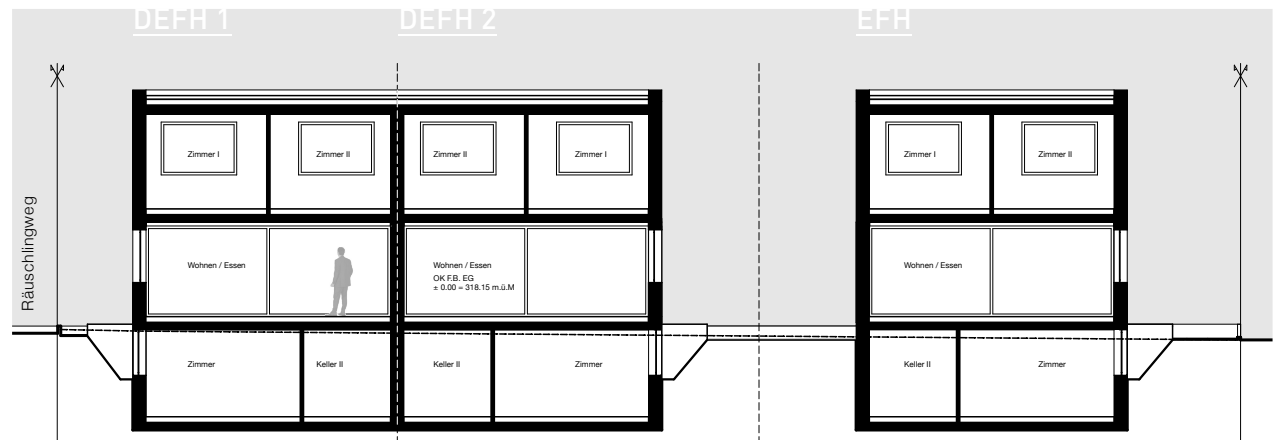 DEFH 1
DEFH 2
EFH
Zimmer I
Zimmer II
Zimmer II
Zimmer I
Zimmer I
Zimmer II
Räuschlingweg
Wohnen / Essen
Wohnen / Essen
OK F.B. EG
± 0.00 = 318.15 m.ü.M
Wohnen / Essen
Zimmer
Keller II
Keller II
Zimmer
Keller II
Zimmer